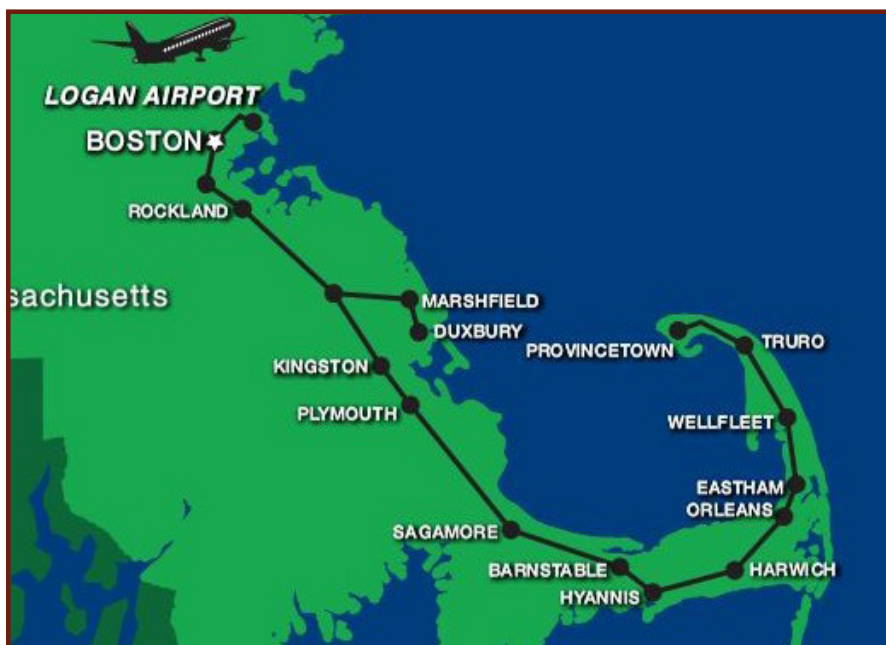 LOGAN AIRPORT
BOSTON
ROCKLAND
sachusetts
MARSHFIELD
DUXBURY
PROVINCETOWN
TRURO
KINGSTON
PLYMOUTH
WELLFLEET
EASTHAM
ORLEANS
SAGAMORE
BARNSTABLE
HARWICH
HYANNIS